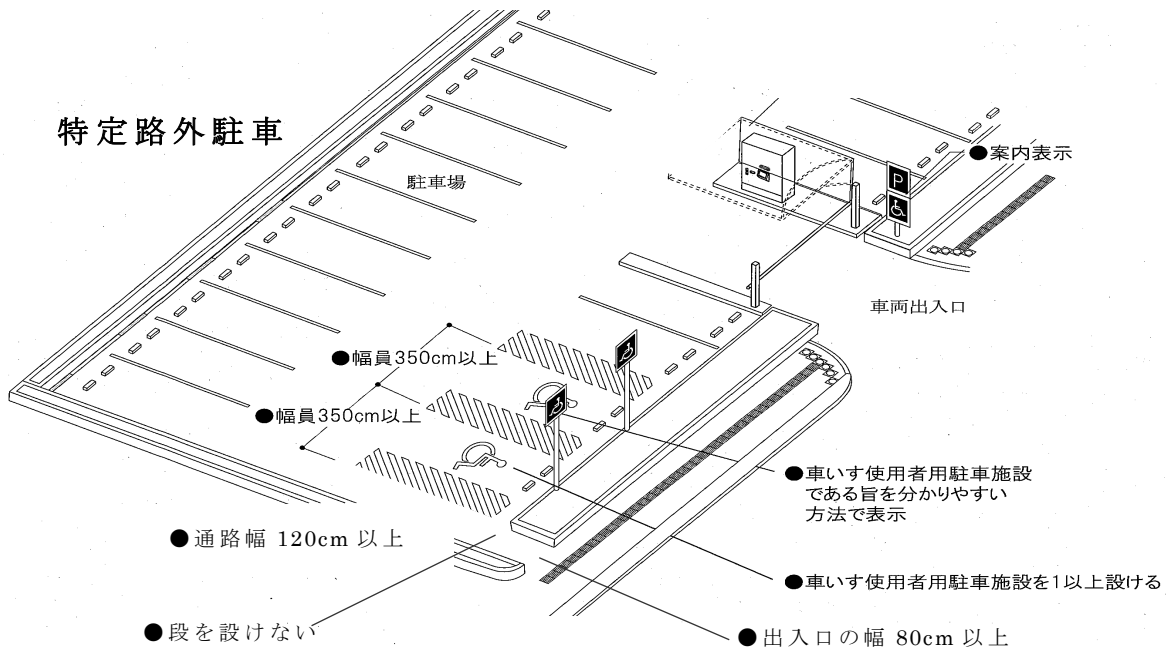 特定路外駐車
●案内表示
P
駐車場
車両出入口
●幅員350cm以上
●幅員350cm以上
●車いす使用者用駐車施設
である旨を分かりやすい
方法で表示
●通路幅 120cm 以上
●車いす使用者用駐車施設を1以上設ける
●段を設けない
●出入口の幅 80cm 以上